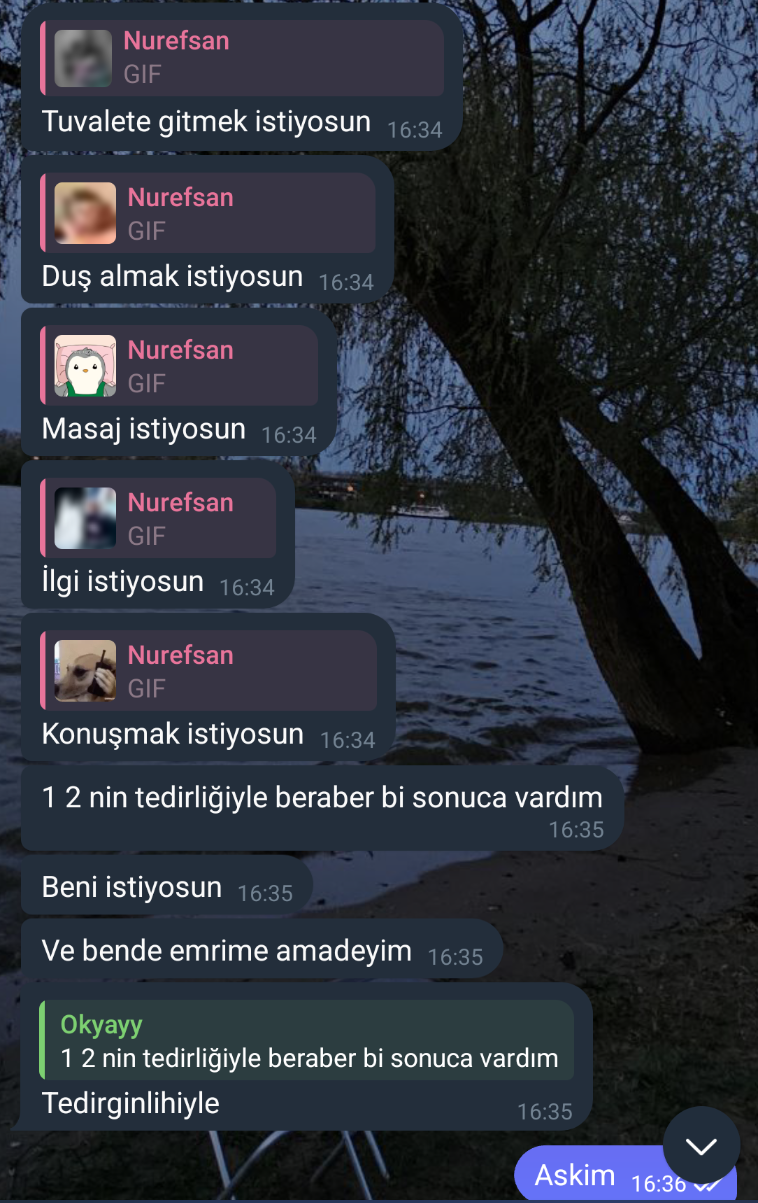 Nurefsan
GIF
Tuvalete gitmek istiyosun 16:34
Nurefsan
GIF
Duş almak istiyosun 16:34
Nurefsan
GIF
Masaj istiyosun 16:34
Nurefsan
GIF
İlgi istiyosun 16:34
Nurefsan
GIF
Konuşmak istiyosun 16:34
1 2 nin tedirliğiyle beraber bi sonuca vardım
16:35
Beni istiyosun 16:35
Ve bende emrime amadeyim 16:35
Okyayy
1 2 nin tedirliğiyle beraber bi sonuca vardım
Tedirginlihiyle 16:35
Askim 16:36